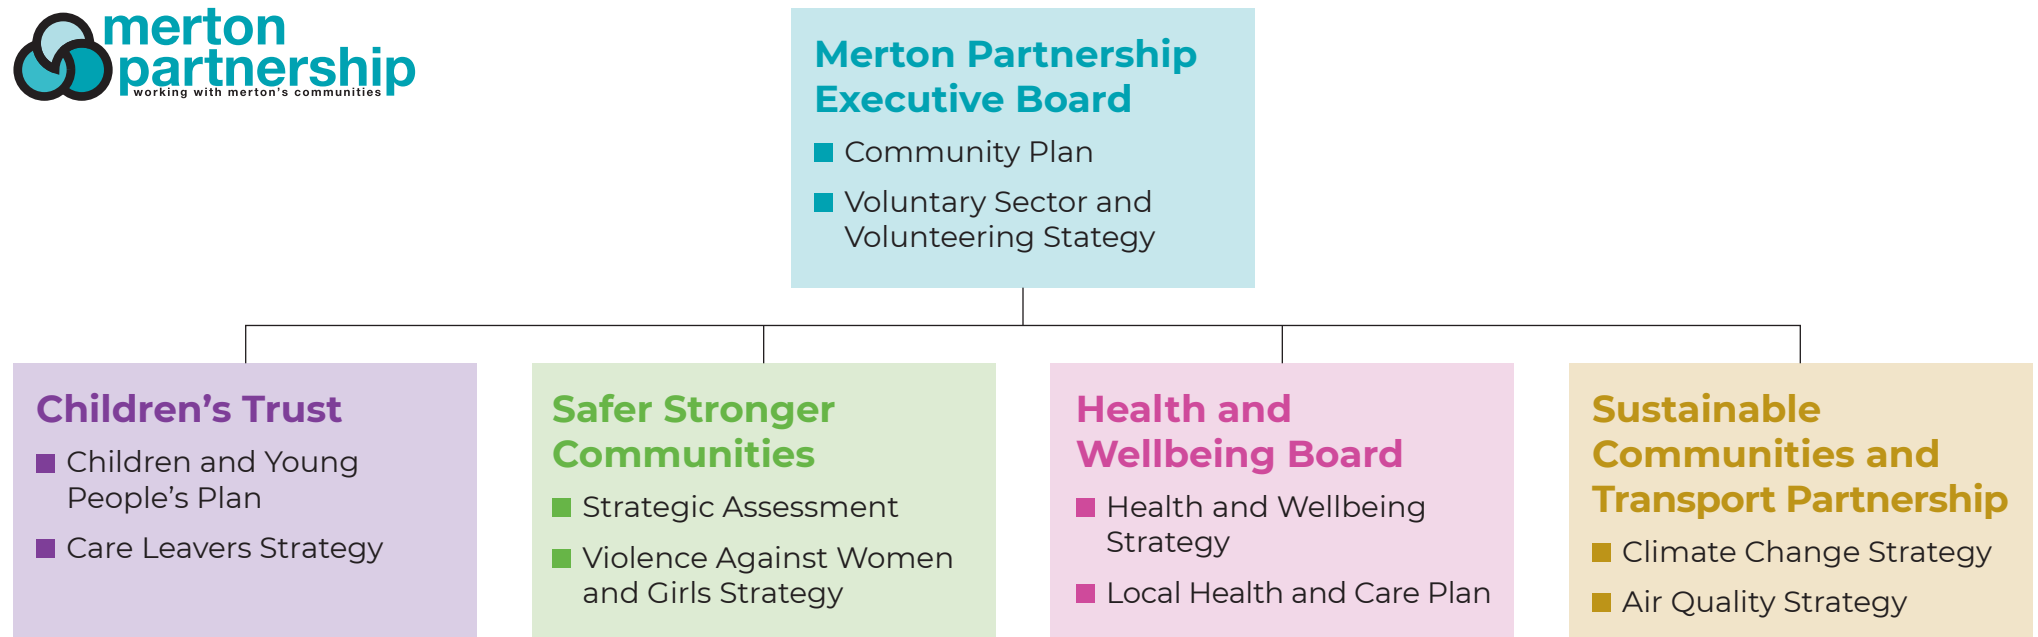 merton
partnership
working with merton's communities
Merton Partnership
Executive Board
Community Plan
Voluntary Sector and
Volunteering Stategy
Children’s Trust
Children and Young
People’s Plan
Care Leavers Strategy
Safer Stronger
Communities
Strategic Assessment
Violence Against Women
and Girls Strategy
Health and
Wellbeing Board
Health and Wellbeing
Strategy
Local Health and Care Plan
Sustainable
Communities and
Transport Partnership
Climate Change Strategy
Air Quality Strategy